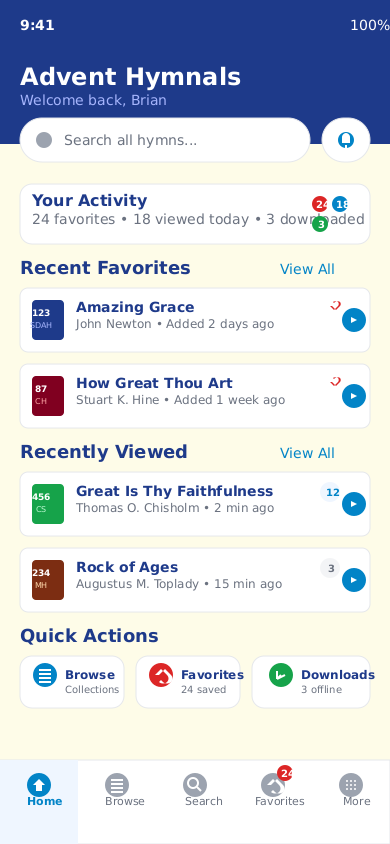 9:41 100%
Advent Hymnals
Welcome back, Brian
Search all hymns...
Your Activity
24 18
24 favorites • 18 viewed today • 3 downloaded
3
Recent Favorites View All
123
SDAH
Amazing Grace
John Newton • Added 2 days ago
87
CH
How Great Thou Art
Stuart K. Hine • Added 1 week ago
Recently Viewed View All
456
CS
Great Is Thy Faithfulness
Thomas O. Chisholm • 2 min ago
12
234
MH
Rock of Ages
Augustus M. Toplady • 15 min ago
3
Quick Actions
Browse
Collections
Favorites
24 saved
Downloads
3 offline
24
Home Browse Search Favorites More